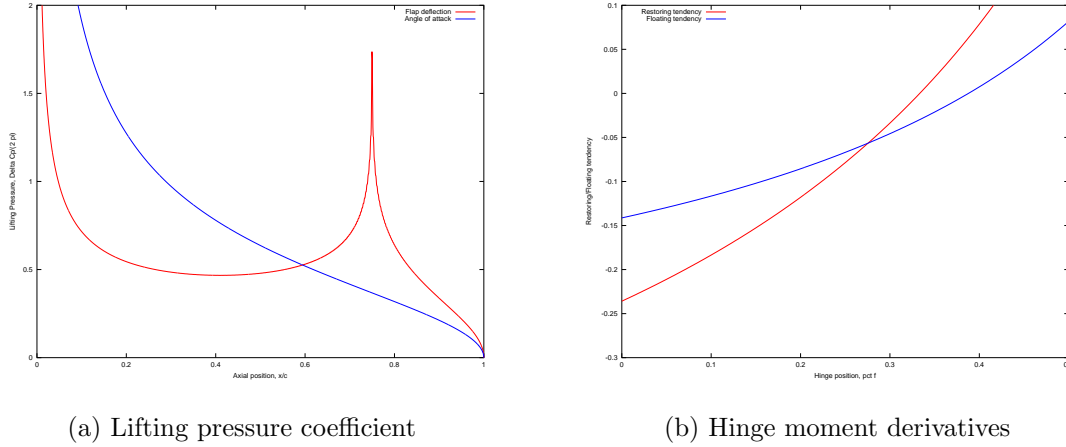 Flap deflection
Angle of attack
2
1.5
1
0.5
0
Lifting Pressure, Delta Cp/(2 pi)
0 0.2 0.4 0.6 0.8 1
Axial position, x/c
(a) Lifting pressure coefficient
Restoring tendency
Floating tendency
0.1
0.05
0
-0.05
-0.1
-0.15
-0.2
-0.25
-0.3
Restoring/Floating tendency
0 0.1 0.2 0.3 0.4 0.5
Hinge position, pct f
(b) Hinge moment derivatives